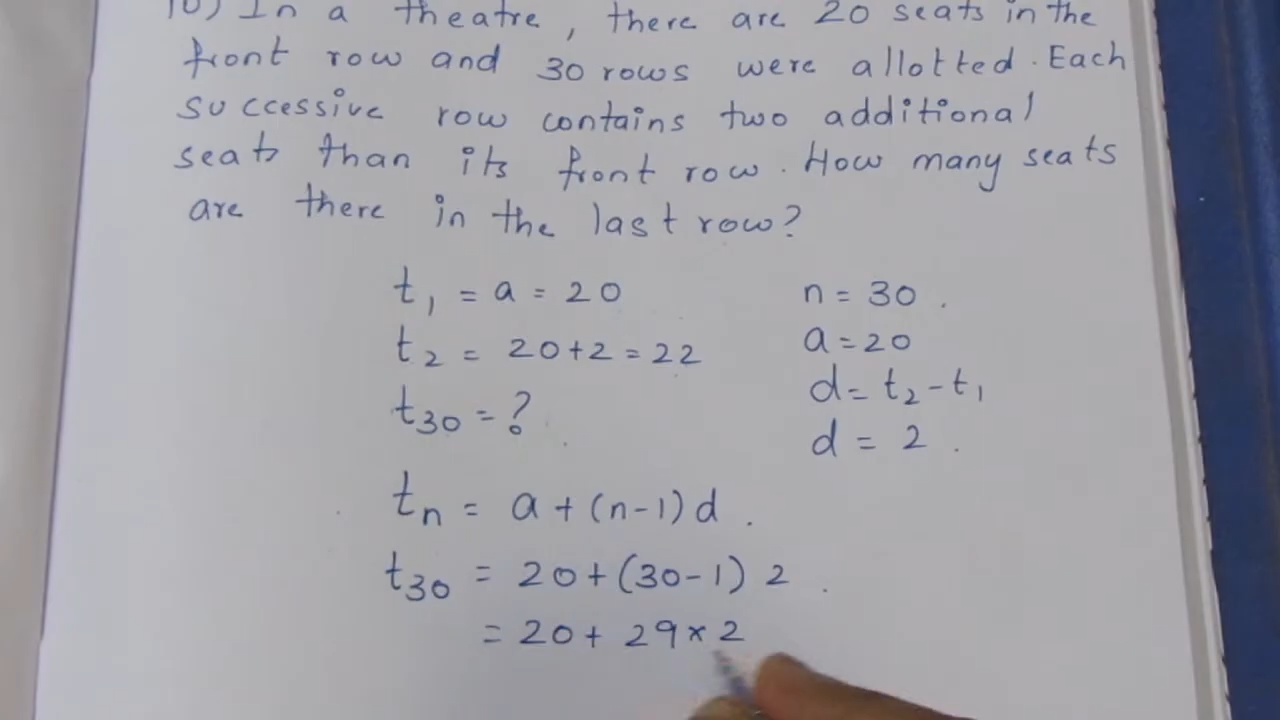 10) In a theatre, there are 20 seats in the
front row and 30 rows were allotted. Each
successive row contains two additional
seats than its front row. How many seats
are there in the last row?
t₁ = a = 20
n = 30.
t₂ = 20+2 = 22
a = 20
t₃₀ = ?
d = t₂ - t₁
d = 2.
tₙ = a + (n-1) d.
t₃₀ = 20 + (30-1) 2.
= 20 + 29 × 2